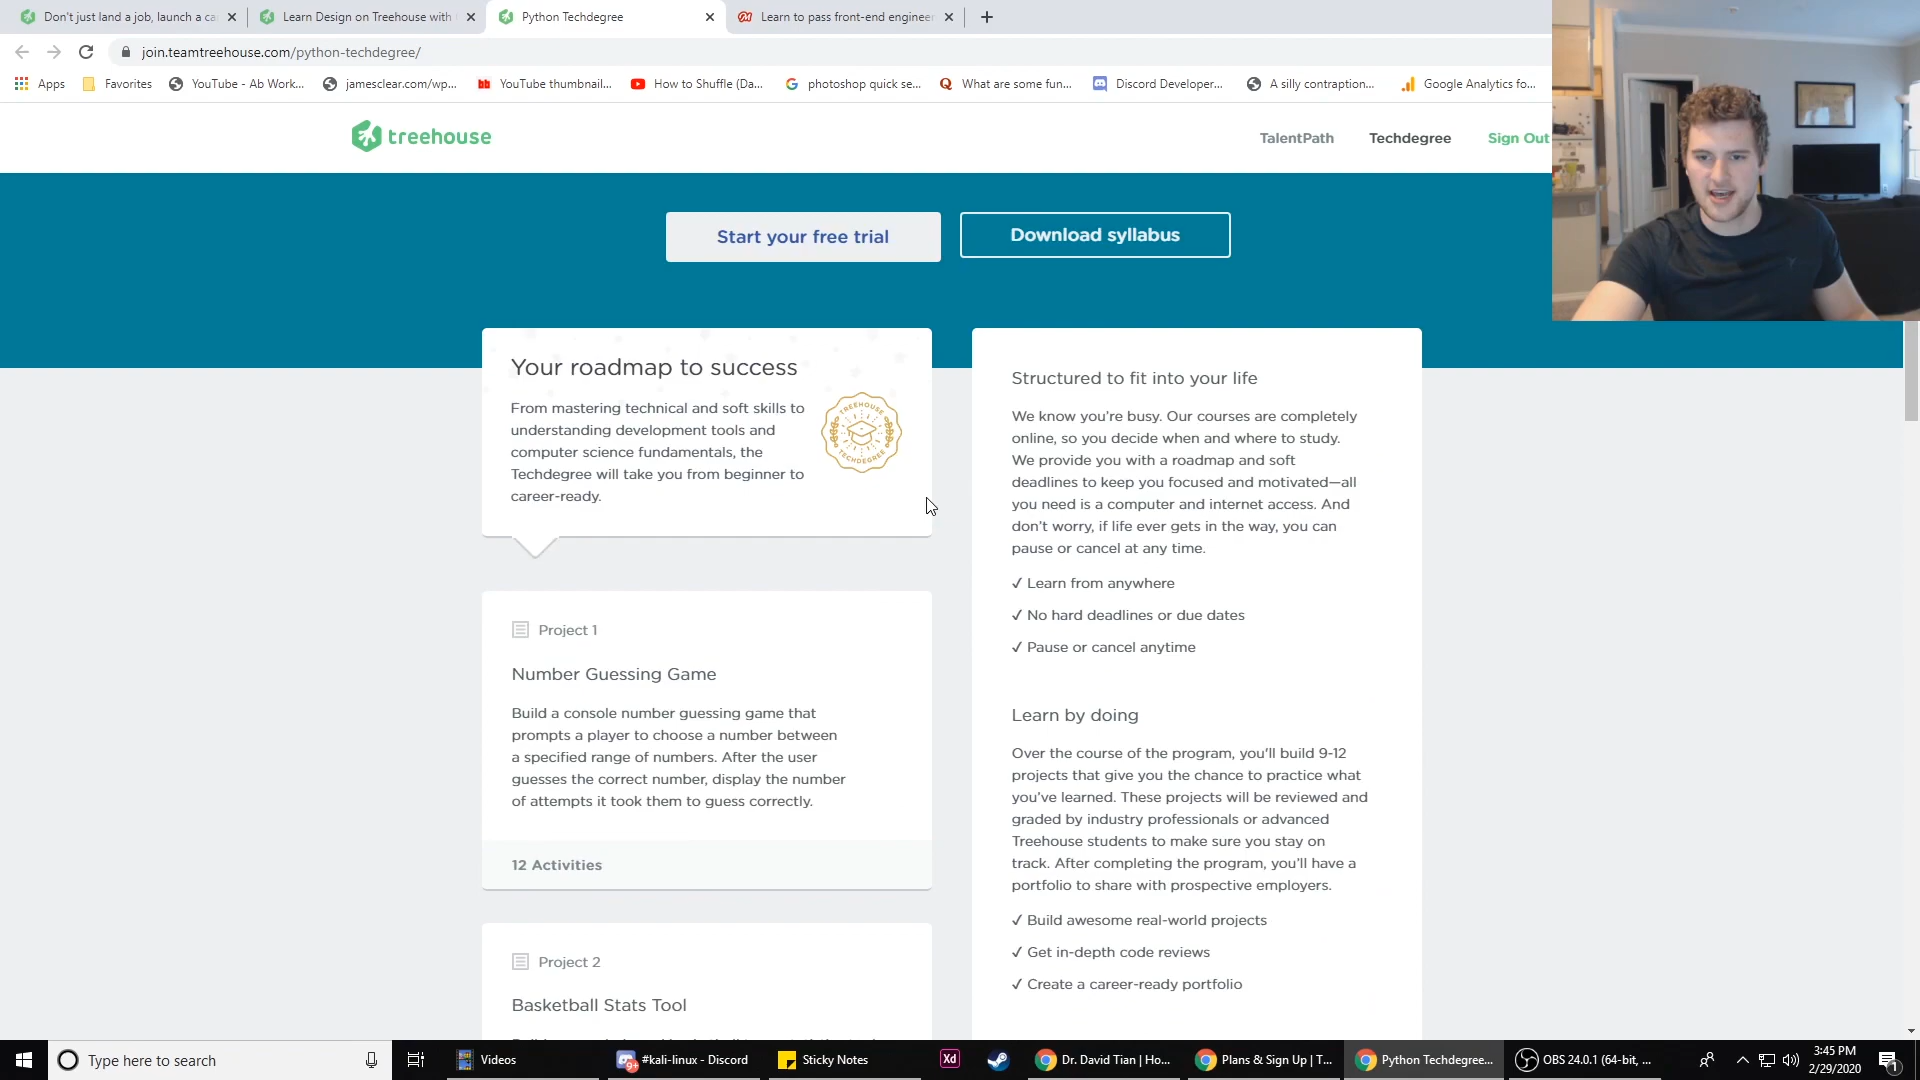 Don't just land a job, launch a ca
Learn Design on Treehouse with
Python Techdegree
Learn to pass front-end enginee
join.teamtreehouse.com/python-techdegree/
Apps
Favorites
YouTube - Ab Work...
jamesclear.com/wp...
YouTube thumbnail...
How to Shuffle (Da...
photoshop quick se...
What are some fun...
Discord Developer...
A silly contraption...
Google Analytics fo...
treehouse
TalentPath
Techdegree
Sign Out
Start your free trial
Download syllabus
Your roadmap to success
From mastering technical and soft skills to
understanding development tools and
computer science fundamentals, the
Techdegree will take you from beginner to
career-ready.
TREEHOUSE
TECHDEGREE
Project 1
Number Guessing Game
Build a console number guessing game that
prompts a player to choose a number between
a specified range of numbers. After the user
guesses the correct number, display the number
of attempts it took them to guess correctly.
12 Activities
Project 2
Basketball Stats Tool
Structured to fit into your life
We know you're busy. Our courses are completely
online, so you decide when and where to study.
We provide you with a roadmap and soft
deadlines to keep you focused and motivated—all
you need is a computer and internet access. And
don't worry, if life ever gets in the way, you can
pause or cancel at any time.
✓ Learn from anywhere
✓ No hard deadlines or due dates
✓ Pause or cancel anytime
Learn by doing
Over the course of the program, you'll build 9-12
projects that give you the chance to practice what
you've learned. These projects will be reviewed and
graded by industry professionals or advanced
Treehouse students to make sure you stay on
track. After completing the program, you'll have a
portfolio to share with prospective employers.
✓ Build awesome real-world projects
✓ Get in-depth code reviews
✓ Create a career-ready portfolio
Type here to search
Videos
9+
#kali-linux - Discord
Sticky Notes
Xd
Dr. David Tian | Ho...
Plans & Sign Up | T...
Python Techdegree...
OBS 24.0.1 (64-bit, ...
3:45 PM
2/29/2020
1